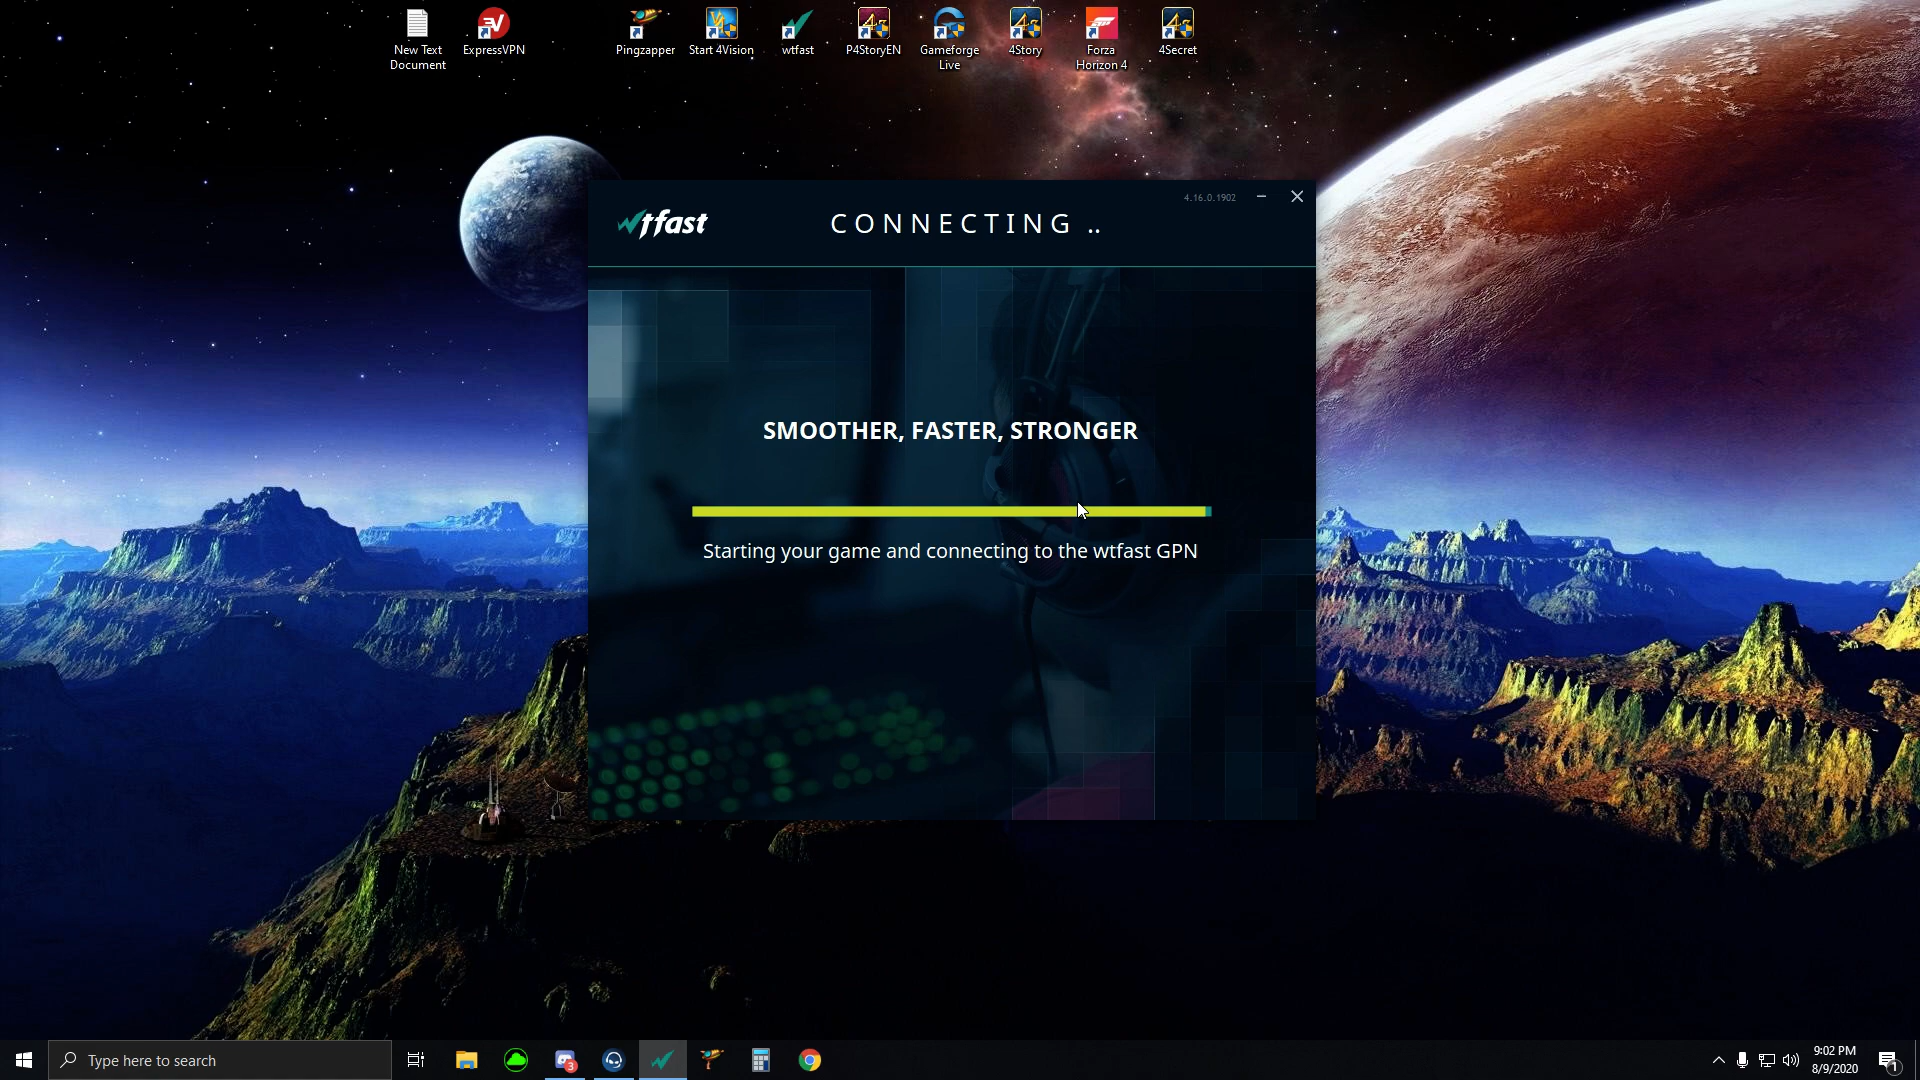 New Text
Document
ExpressVPN
Pingzapper
Start 4Vision
wtfast
P4StoryEN
Gameforge
Live
4Story
Forza
Horizon 4
4Secret
4.16.0.1902
wtfast
CONNECTING ..
SMOOTHER, FASTER, STRONGER
Starting your game and connecting to the wtfast GPN
Type here to search
3
9:02 PM
8/9/2020
1